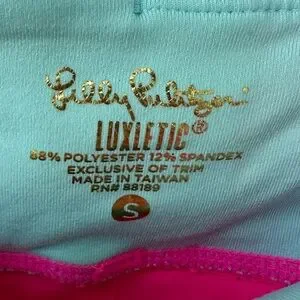 Lilly Pulitzer
LUXLETIC®
88% POLYESTER 12% SPANDEX
EXCLUSIVE OF TRIM
MADE IN TAIWAN
RN# 88189
S